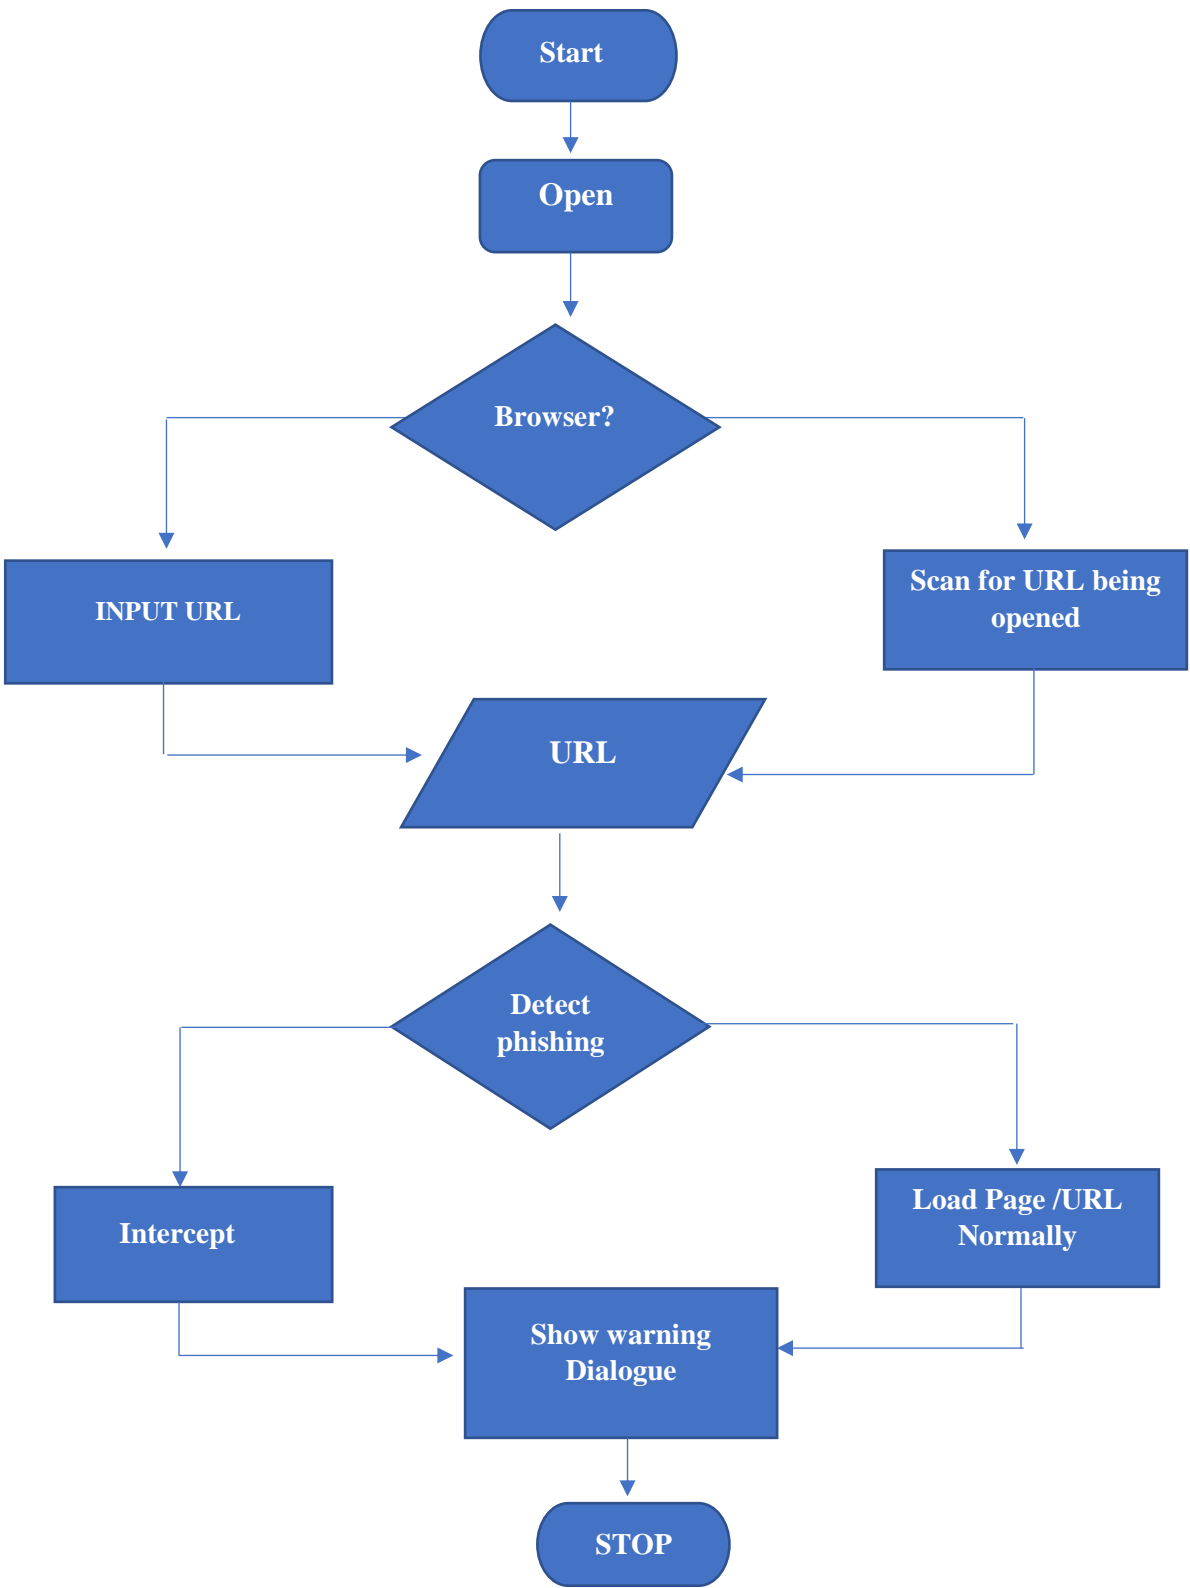 Start
Open
Browser?
INPUT URL
Scan for URL being
opened
URL
Detect
phishing
Intercept
Load Page /URL
Normally
Show warning
Dialogue
STOP